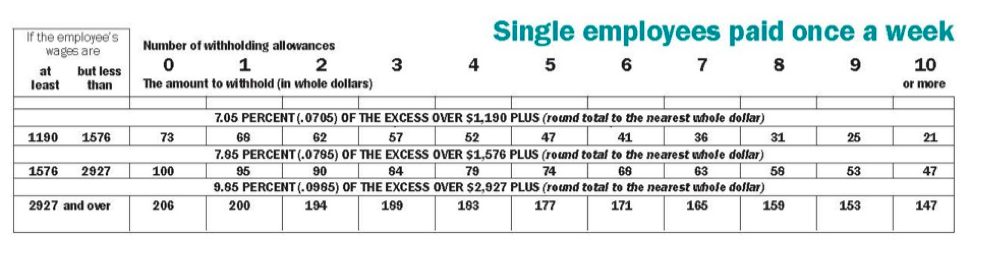 Single employees paid once a week
If the employee's
wages are
at but less
least than
Number of withholding allowances
0 1 2 3 4 5 6 7 8 9 10
or more
The amount to withhold (in whole dollars)
7.05 PERCENT (.0705) OF THE EXCESS OVER $1,190 PLUS (round total to the nearest whole dollar)
1190 1576 73 68 62 57 52 47 41 36 31 25 21
7.85 PERCENT (.0785) OF THE EXCESS OVER $1,576 PLUS (round total to the nearest whole dollar)
1576 2927 100 95 90 84 79 74 68 63 58 53 47
9.85 PERCENT (.0985) OF THE EXCESS OVER $2,927 PLUS (round total to the nearest whole dollar)
2927 and over 206 200 194 189 183 177 171 165 159 153 147